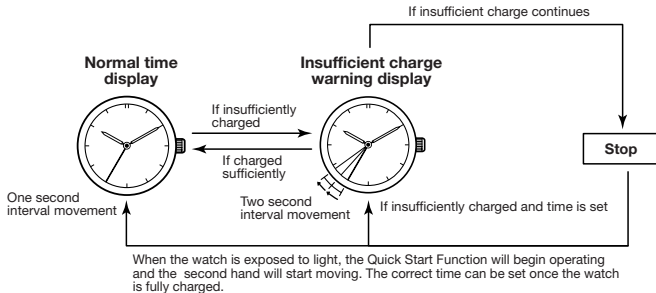 If insufficient charge continues
Normal time
display
Insufficient charge
warning display
If insufficiently
charged
If charged
sufficiently
Stop
One second
interval movement
Two second
interval movement
If insufficiently charged and time is set
When the watch is exposed to light, the Quick Start Function will begin operating
and the second hand will start moving. The correct time can be set once the watch
is fully charged.